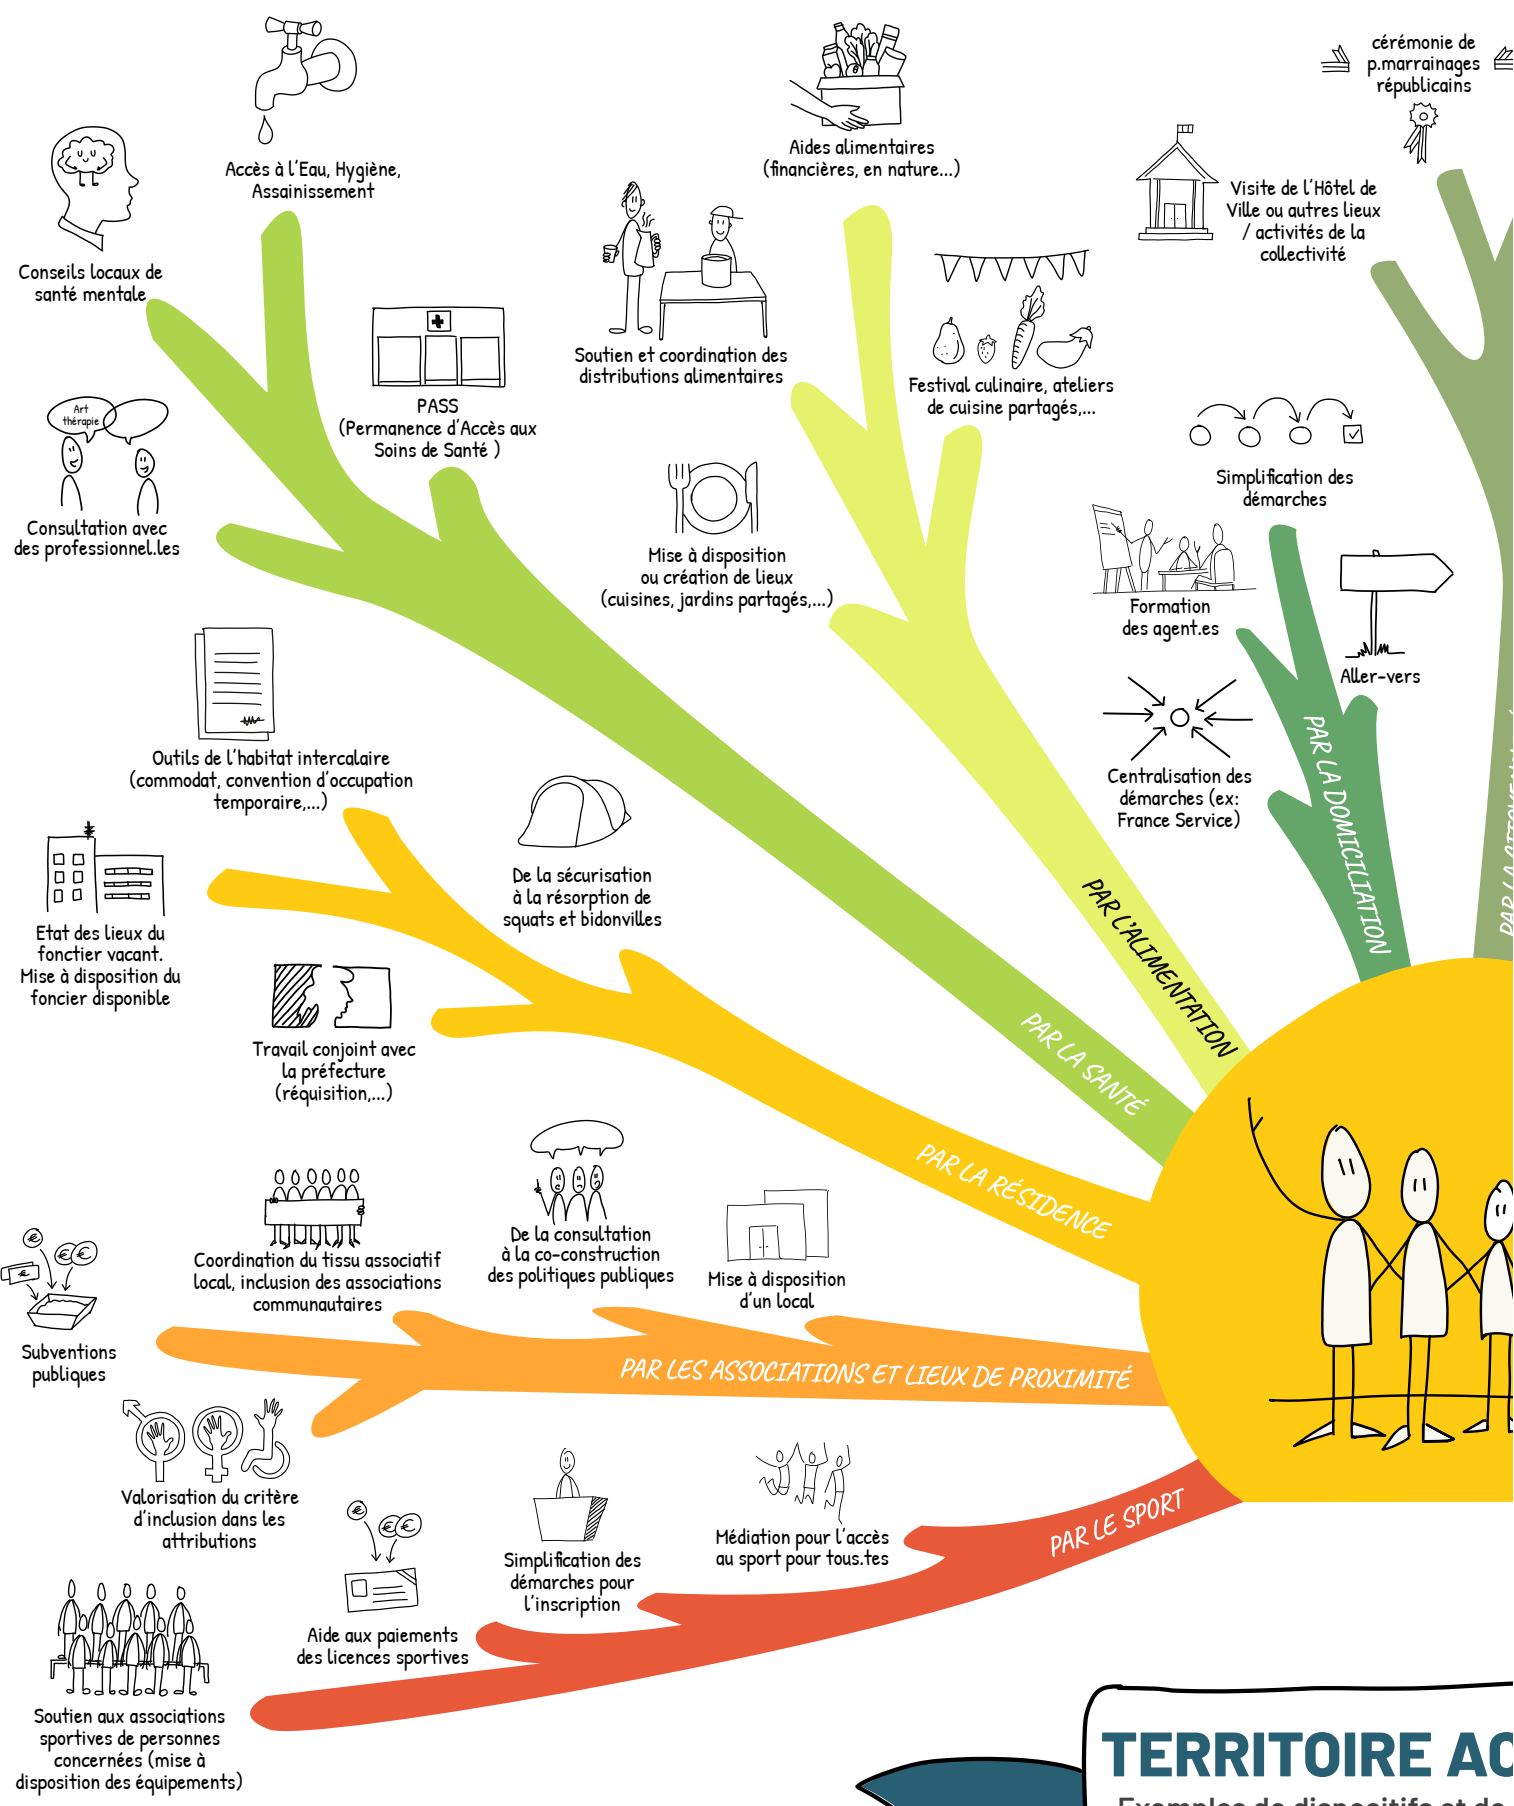 cérémonie de
p.marrainages
républicains
Accès à l'Eau, Hygiène,
Assainissement
Aides alimentaires
(financières, en nature...)
Visite de l'Hôtel de
Ville ou autres lieux
/ activités de la
collectivité
Conseils locaux de
santé mentale
PASS
(Permanence d'Accès aux
Soins de Santé )
Soutien et coordination des
distributions alimentaires
Festival culinaire, ateliers
de cuisine partagés,...
Art
thérapie
Consultation avec
des professionnel.les
Simplification des
démarches
Mise à disposition
ou création de lieux
(cuisines, jardins partagés,...)
Formation
des agent.es
Aller-vers
Outils de l'habitat intercalaire
(commodat, convention d'occupation
temporaire,...)
Centralisation des
démarches (ex:
France Service)
PAR LA DOMICILIATION
De la sécurisation
à la résorption de
squats et bidonvilles
Etat des lieux du
fonctier vacant.
Mise à disposition du
foncier disponible
PAR L'ALIMENTATION
PAR LA SANTÉ
Travail conjoint avec
la préfecture
(réquisition,...)
PAR LA RÉSIDENCE
Coordination du tissu associatif
local, inclusion des associations
communautaires
De la consultation
à la co-construction
des politiques publiques
Mise à disposition
d'un local
Subventions
publiques
PAR LES ASSOCIATIONS ET LIEUX DE PROXIMITÉ
Valorisation du critère
d'inclusion dans les
attributions
PAR LE SPORT
Médiation pour l'accès
au sport pour tous.tes
Simplification des
démarches pour
l'inscription
Aide aux paiements
des licences sportives
Soutien aux associations
sportives de personnes
concernées (mise à
disposition des équipements)
TERRITOIRE AC
Exemples de dispositifs et de